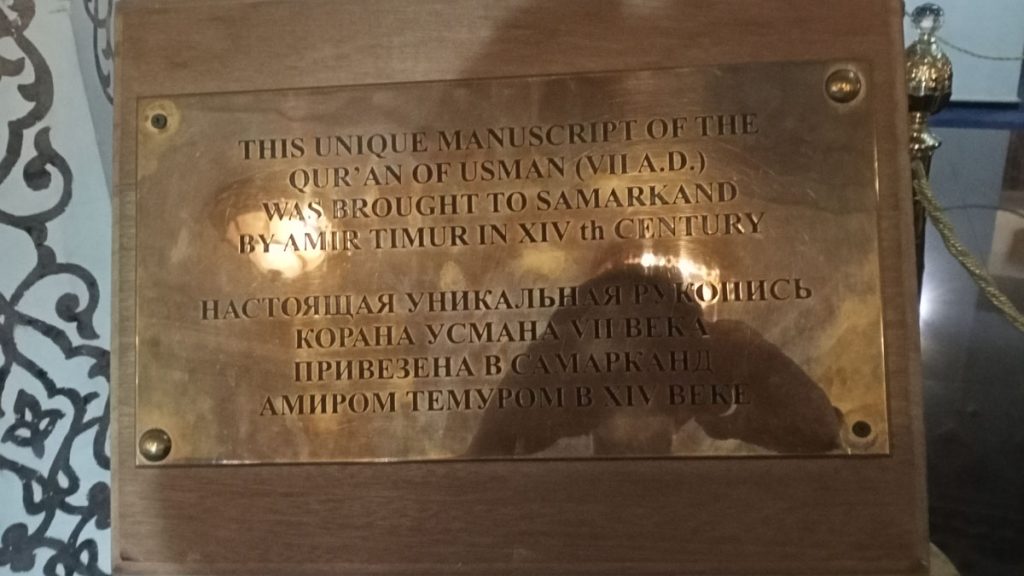 THIS UNIQUE MANUSCRIPT OF THE
QUR'AN OF USMAN (VII A.D.)
WAS BROUGHT TO SAMARKAND
BY AMIR TIMUR IN XIV th CENTURY
НАСТОЯЩАЯ УНИКАЛЬНАЯ РУКОПИСЬ
КОРАНА УСМАНА VII ВЕКА
ПРИВЕЗЕНА В САМАРКАНД
АМИРОМ ТЕМУРОМ В XIV ВЕКЕ